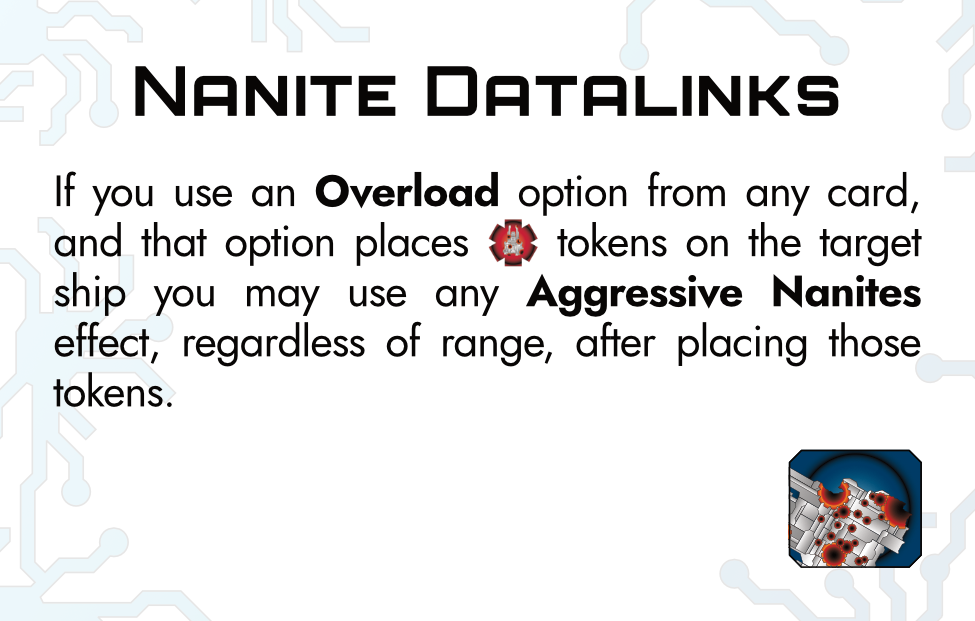 Nanite Datalinks
If you use an Overload option from any card,
and that option places tokens on the target
ship you may use any Aggressive Nanites
effect, regardless of range, after placing those
tokens.